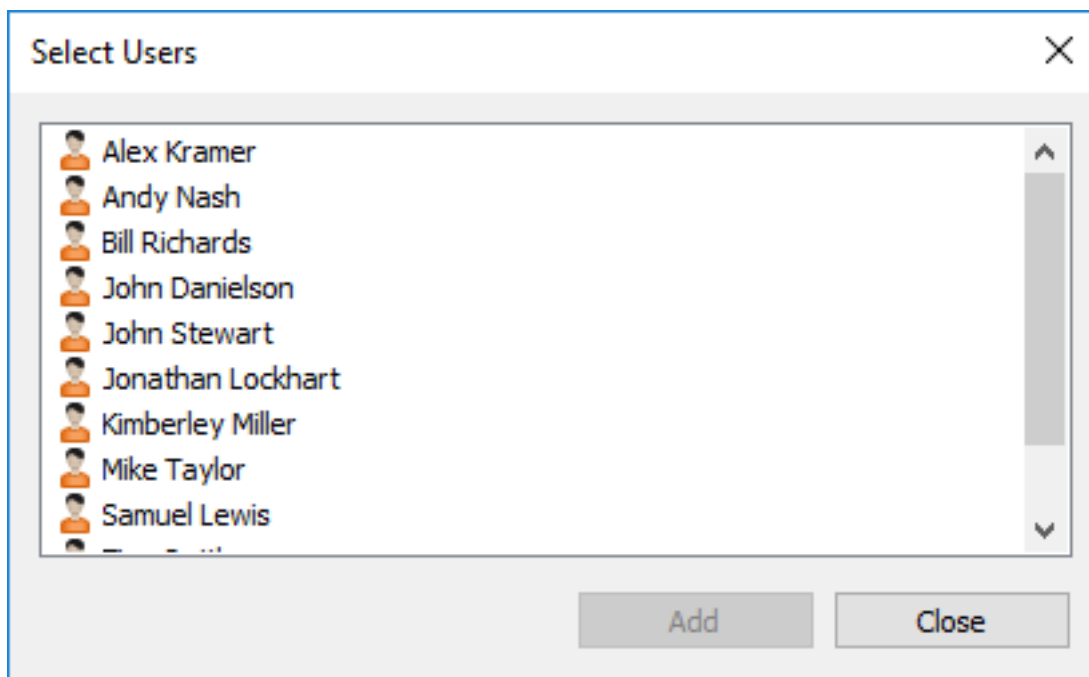 Select Users
Alex Kramer
Andy Nash
Bill Richards
John Danielson
John Stewart
Jonathan Lockhart
Kimberley Miller
Mike Taylor
Samuel Lewis
Add
Close